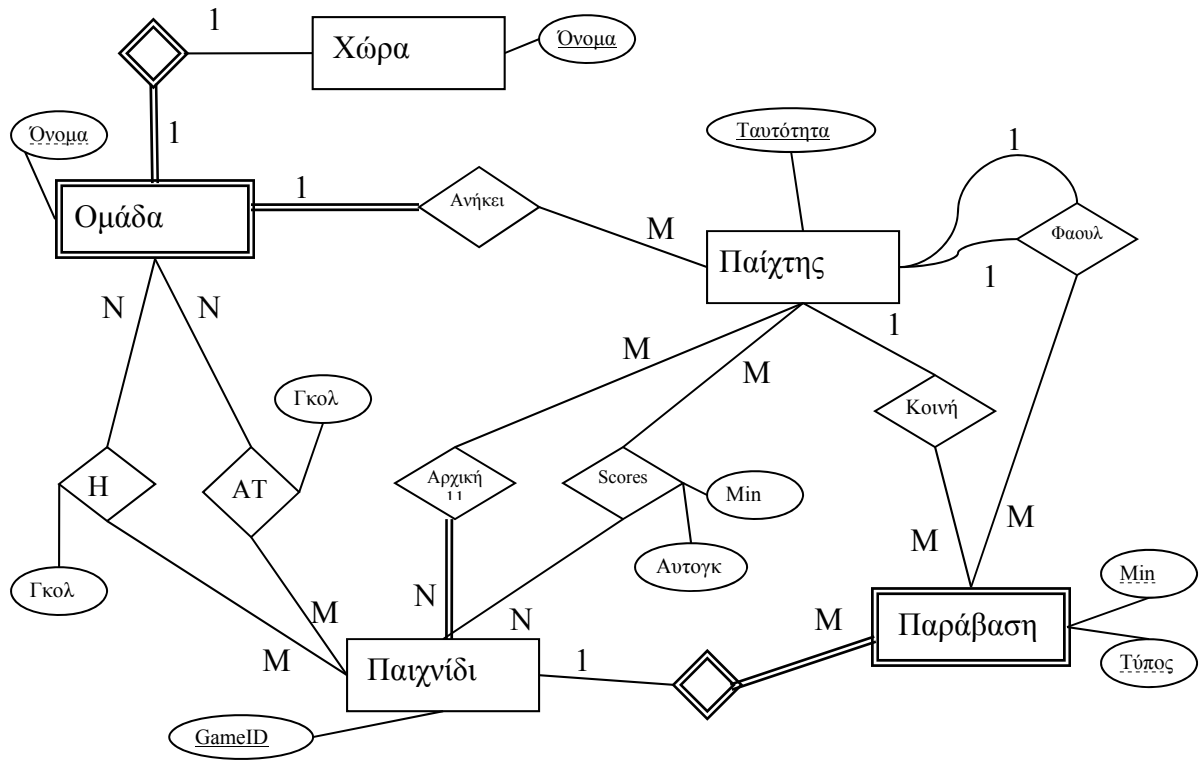 1
Χώρα
Όνομα
Όνομα
1
Ταυτότητα
1
1
Ανήκει
Ομάδα
M
Παίχτης
Φαουλ
1
N
N
M
M
1
Γκολ
Κοινή
H
AT
Αρχική
11
Scores
Min
M
M
Αυτογκ
Γκολ
N
N
M
M
M
Min
Παράβαση
Παιχνίδι
1
Τύπος
GameID